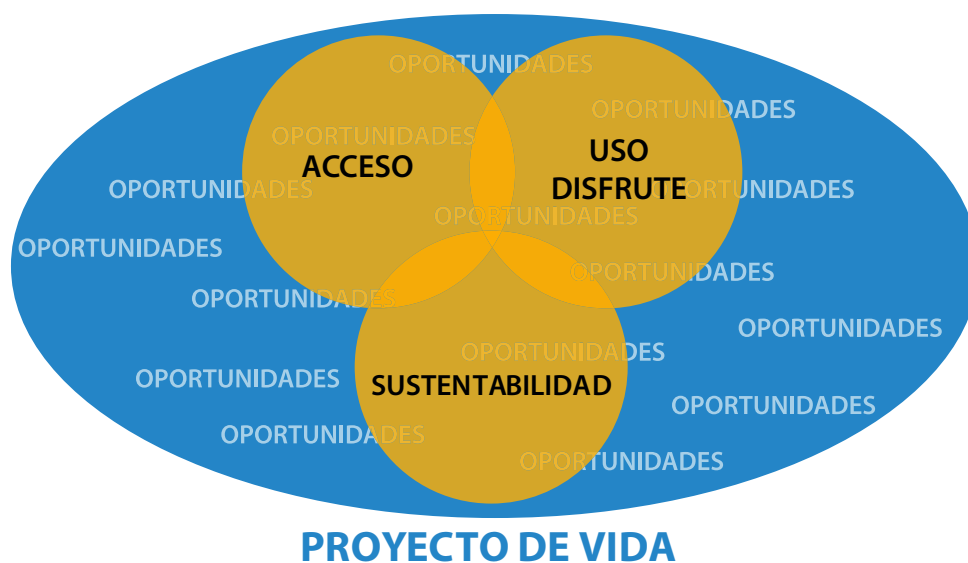 OPORTUNIDADES
OPORTUNIDADES
OPORTUNIDADES
ACCESO
USO
DISFRUTE
OPORTUNIDADES
OPORTUNIDADES
OPORTUNIDADES
OPORTUNIDADES
OPORTUNIDADES
OPORTUNIDADES
OPORTUNIDADES
OPORTUNIDADES
OPORTUNIDADES
SUSTENTABILIDAD
OPORTUNIDADES
OPORTUNIDADES
OPORTUNIDADES
PROYECTO DE VIDA